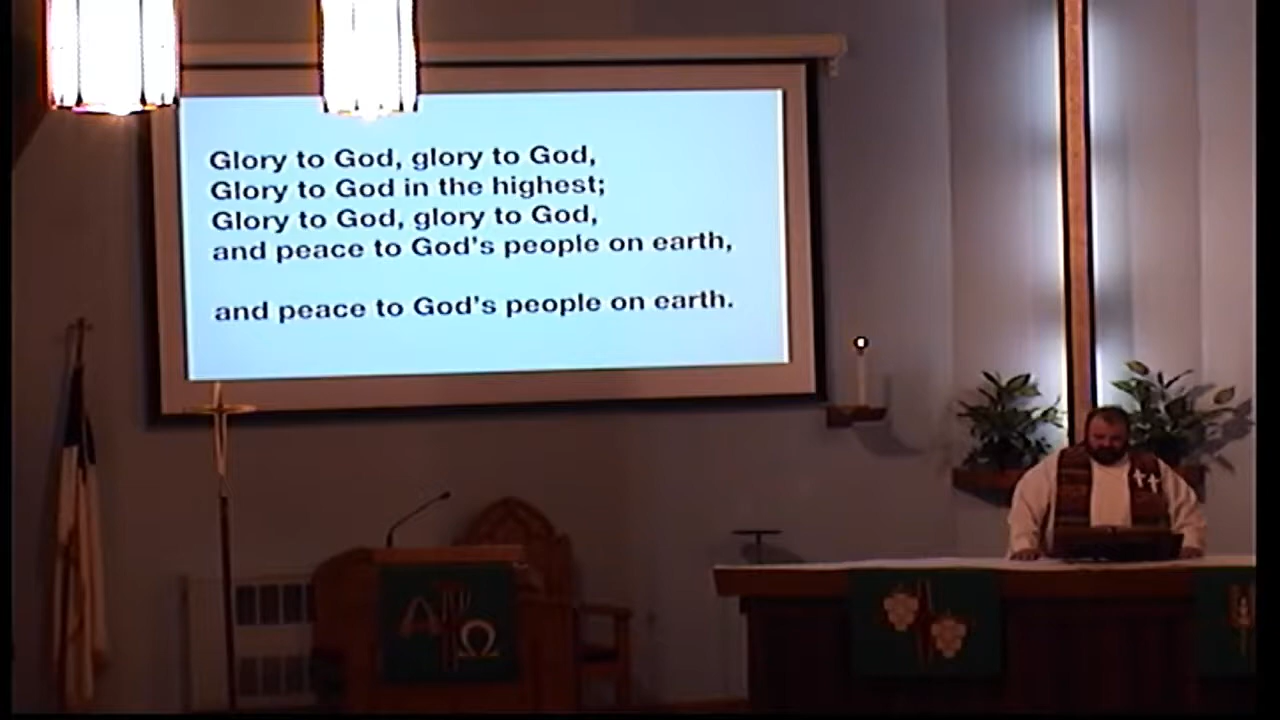 Glory to God, glory to God,
Glory to God in the highest;
Glory to God, glory to God,
and peace to God's people on earth,
and peace to God's people on earth.
Α Ω